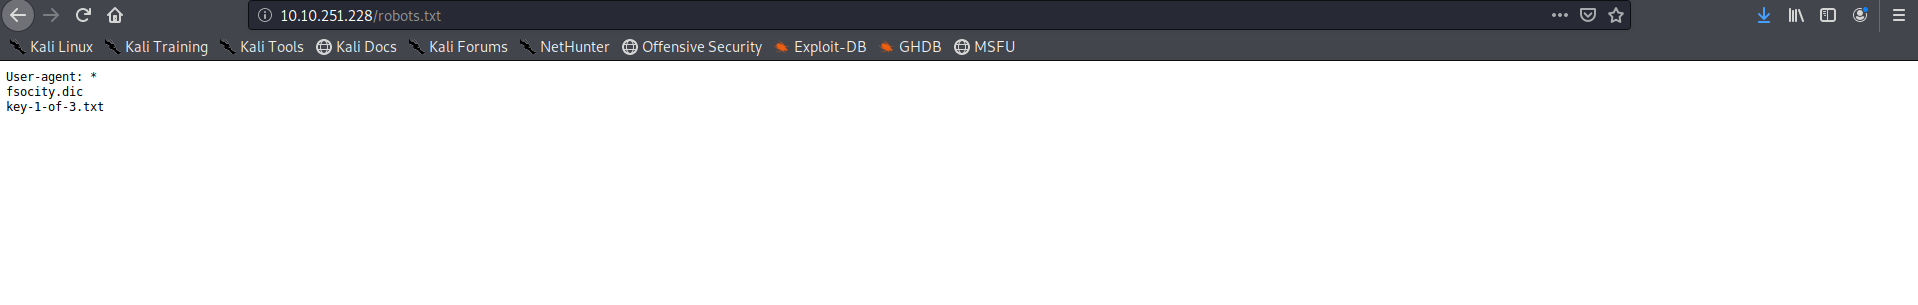 10.10.251.228/robots.txt
Kali Linux Kali Training Kali Tools Kali Docs Kali Forums NetHunter Offensive Security Exploit-DB GHDB MSFU
User-agent: *
fsocity.dic
key-1-of-3.txt